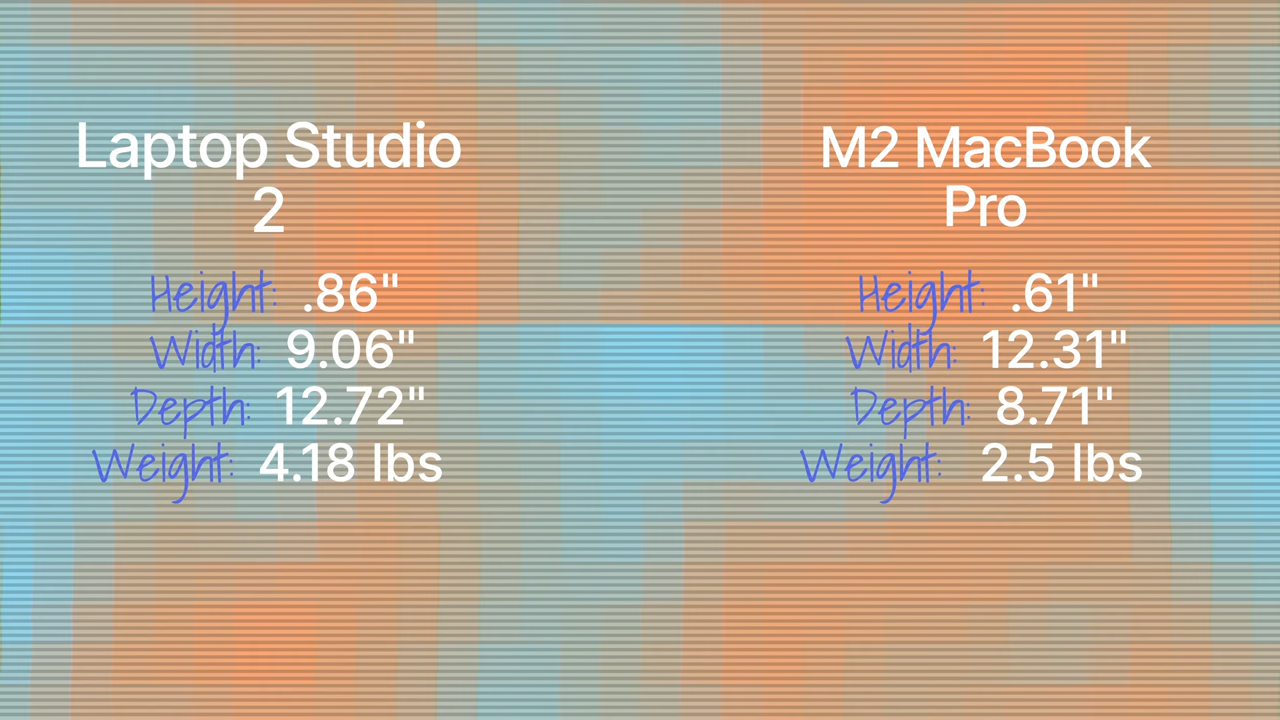 Laptop Studio
2
Height: .86"
Width: 9.06"
Depth: 12.72"
Weight: 4.18 lbs
M2 MacBook
Pro
Height: .61"
Width: 12.31"
Depth: 8.71"
Weight: 2.5 lbs